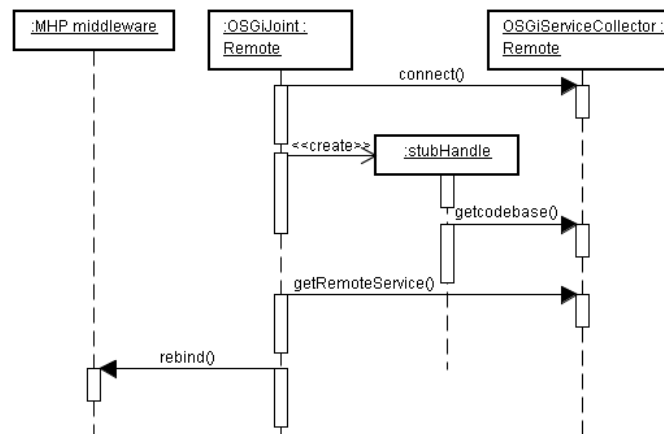 :MHP middleware
:OSGiJoint :
Remote
OSGiServiceCollector :
Remote
connect()
<<create>>
:stubHandle
getcodebase()
getRemoteService()
rebind()